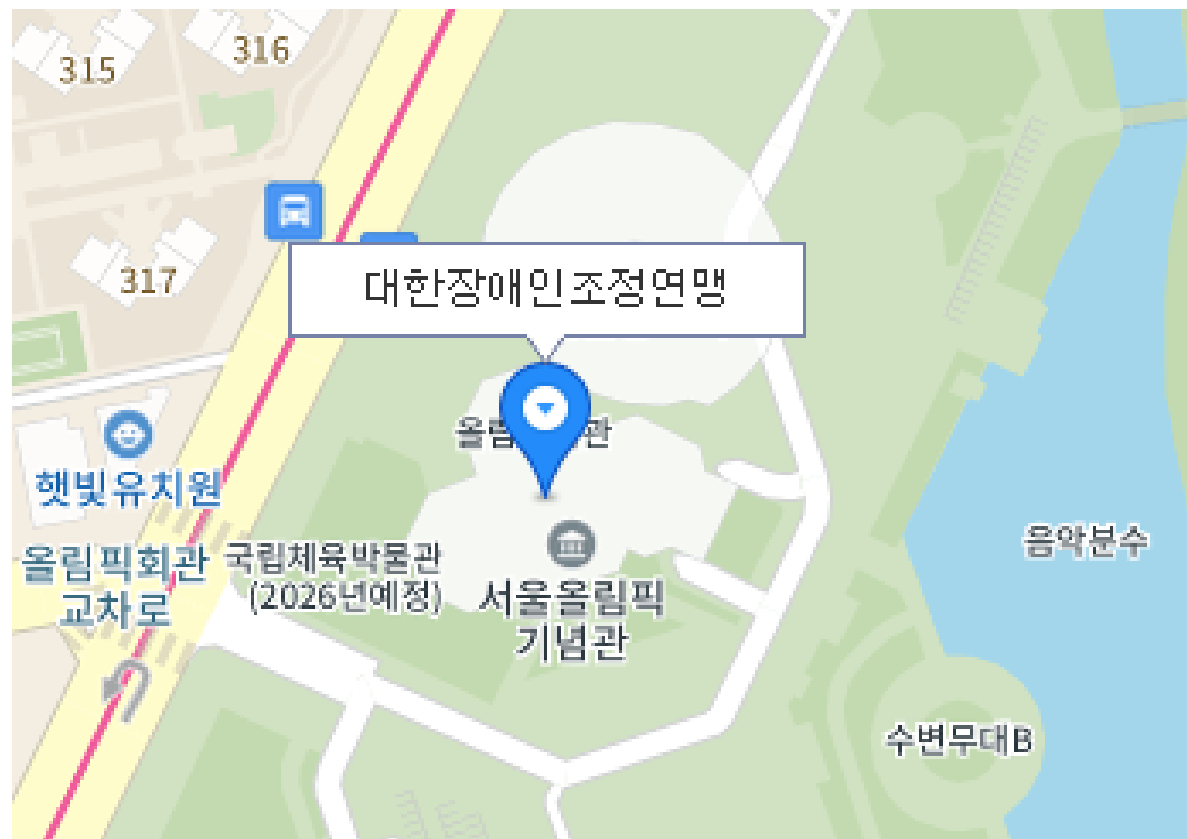 316
315
317
대한장애인조정연맹
햇빛유치원
올림픽회관
교차로
국립체육박물관
(2026년예정)
서울올림픽
기념관
음악분수
수변무대B